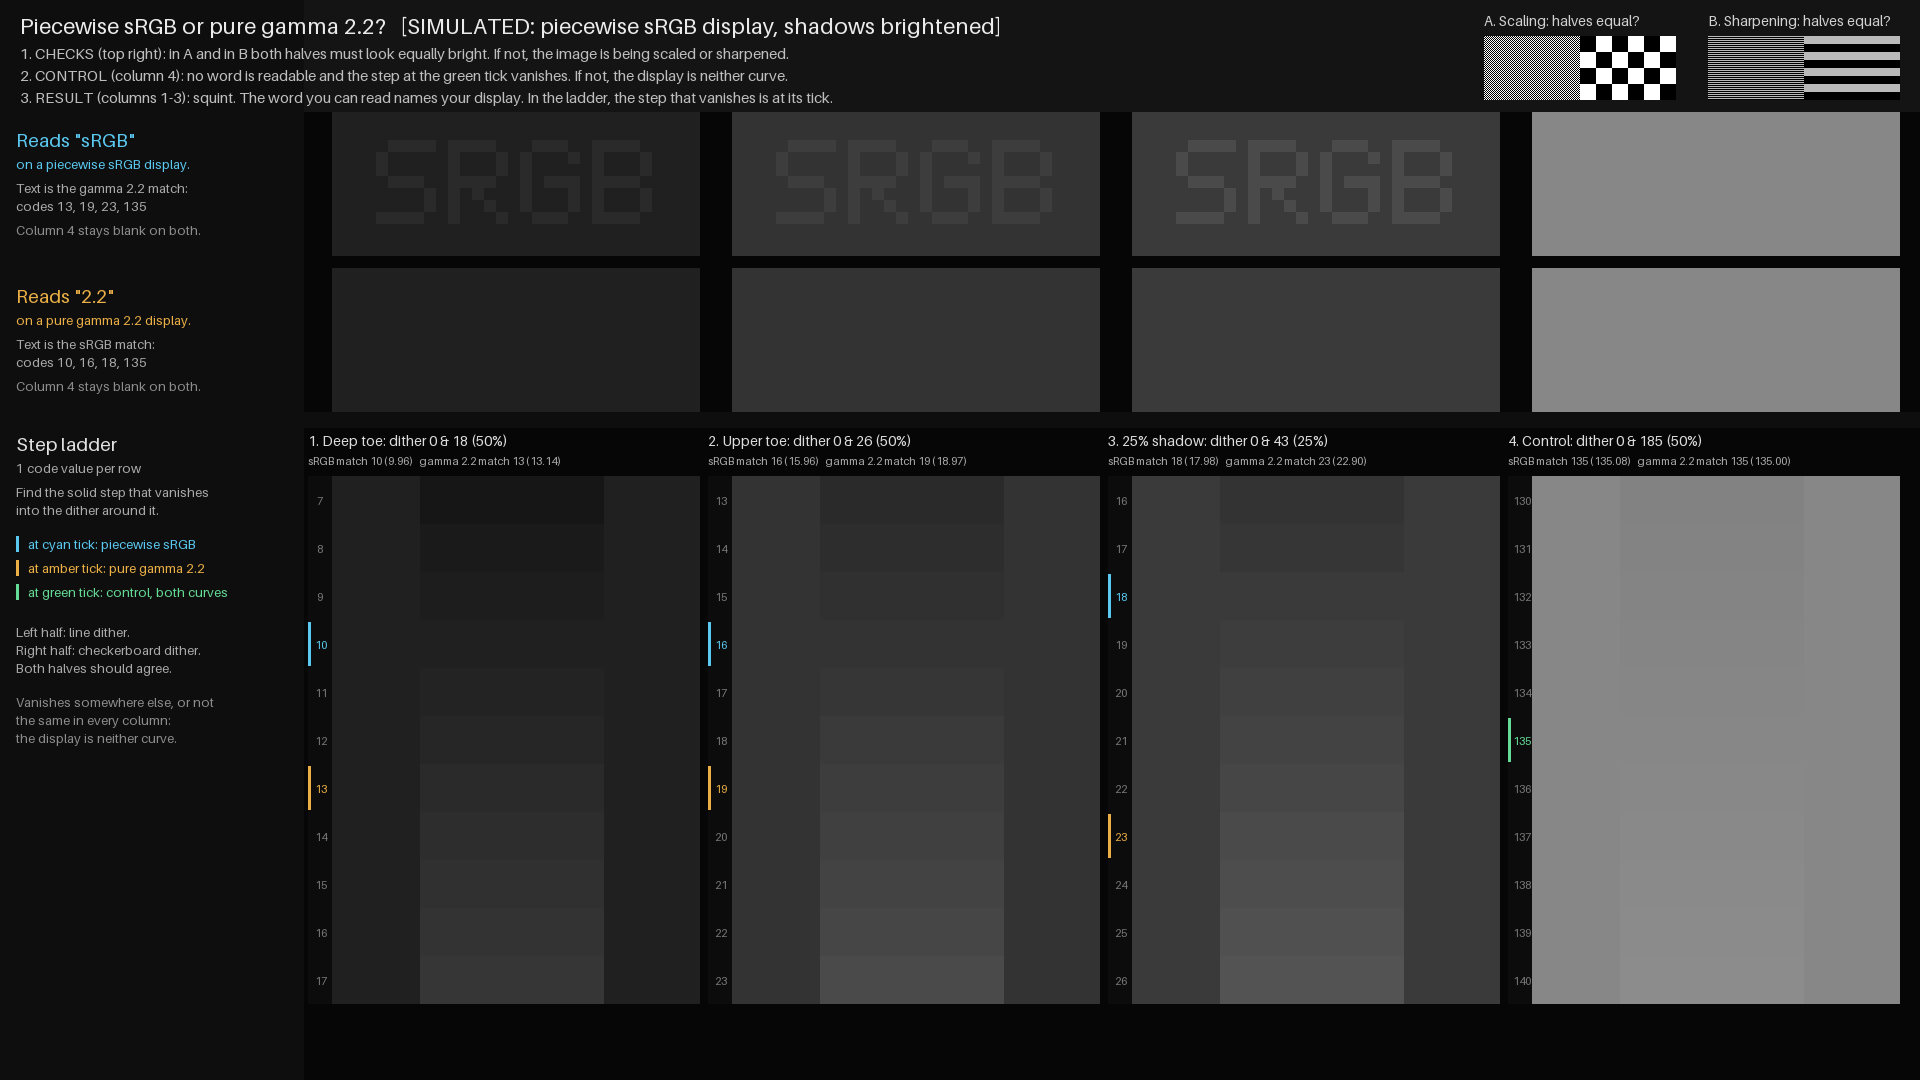 Piecewise sRGB or pure gamma 2.2? [SIMULATED: piecewise sRGB display, shadows brightened]
1. CHECKS (top right): in A and in B both halves must look equally bright. If not, the image is being scaled or sharpened.
2. CONTROL (column 4): no word is readable and the step at the green tick vanishes. If not, the display is neither curve.
3. RESULT (columns 1-3): squint. The word you can read names your display. In the ladder, the step that vanishes is at its tick.
A. Scaling: halves equal?
B. Sharpening: halves equal?
Reads "sRGB"
on a piecewise sRGB display.
Text is the gamma 2.2 match:
codes 13, 19, 23, 135
Column 4 stays blank on both.
SRGB
SRGB
SRGB
Reads "2.2"
on a pure gamma 2.2 display.
Text is the sRGB match:
codes 10, 16, 18, 135
Column 4 stays blank on both.
Step ladder
1 code value per row
Find the solid step that vanishes
into the dither around it.
at cyan tick: piecewise sRGB
at amber tick: pure gamma 2.2
at green tick: control, both curves
Left half: line dither.
Right half: checkerboard dither.
Both halves should agree.
Vanishes somewhere else, or not
the same in every column:
the display is neither curve.
1. Deep toe: dither 0 & 18 (50%)
sRGB match 10 (9.96) gamma 2.2 match 13 (13.14)
7
8
9
10
11
12
13
14
15
16
17
2. Upper toe: dither 0 & 26 (50%)
sRGB match 16 (15.96) gamma 2.2 match 19 (18.97)
13
14
15
16
17
18
19
20
21
22
23
3. 25% shadow: dither 0 & 43 (25%)
sRGB match 18 (17.98) gamma 2.2 match 23 (22.90)
16
17
18
19
20
21
22
23
24
25
26
4. Control: dither 0 & 185 (50%)
sRGB match 135 (135.08) gamma 2.2 match 135 (135.00)
130
131
132
133
134
135
136
137
138
139
140